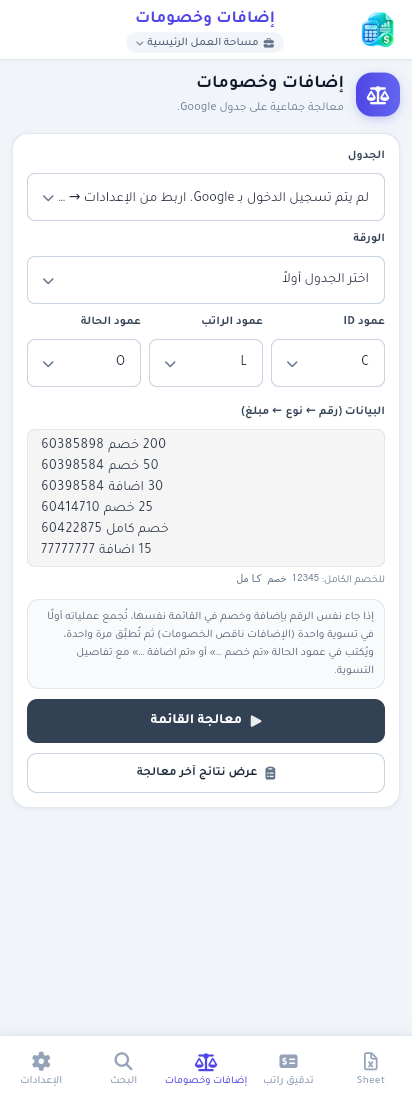 إضافات وخصومات
مساحة العمل الرئيسية
إضافات وخصومات
معالجة جماعية على جدول Google.
الجدول
لم يتم تسجيل الدخول بـ Google. اربط من الإعدادات → ...
الورقة
اختر الجدول أولاً
عمود ID
عمود الراتب
عمود الحالة
C
L
O
البيانات (رقم ← نوع ← مبلغ)
60385898 خصم 200
60398584 خصم 50
60398584 اضافة 30
60414710 خصم 25
60422875 خصم كامل
77777777 اضافة 15
للخصم الكامل: 12345 خصم كامل
إذا جاء نفس الرقم بإضافة وخصم في القائمة نفسها، تُجمع عملياته أولًا
في تسوية واحدة (الإضافات ناقص الخصومات) ثم تُطبَّق مرة واحدة،
ويُكتب في عمود الحالة «تم خصم …» أو «تم اضافة …» مع تفاصيل
التسوية.
معالجة القائمة
عرض نتائج آخر معالجة
Sheet
تدقيق راتب
إضافات وخصومات
البحث
الإعدادات